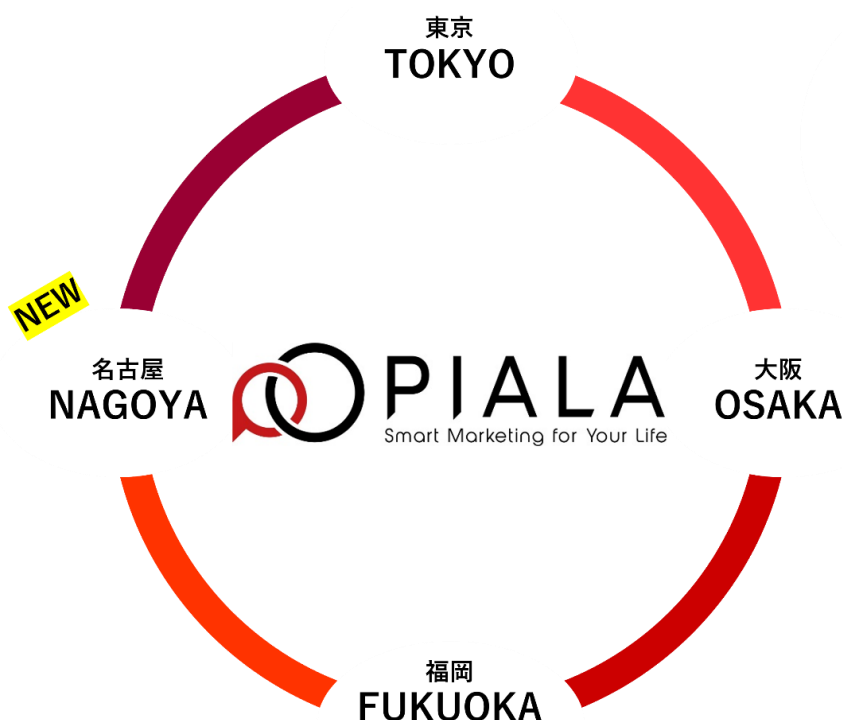 東京
TOKYO
NEW
名古屋
NAGOYA
PIALA
Smart Marketing for Your Life
大阪
OSAKA
福岡
FUKUOKA